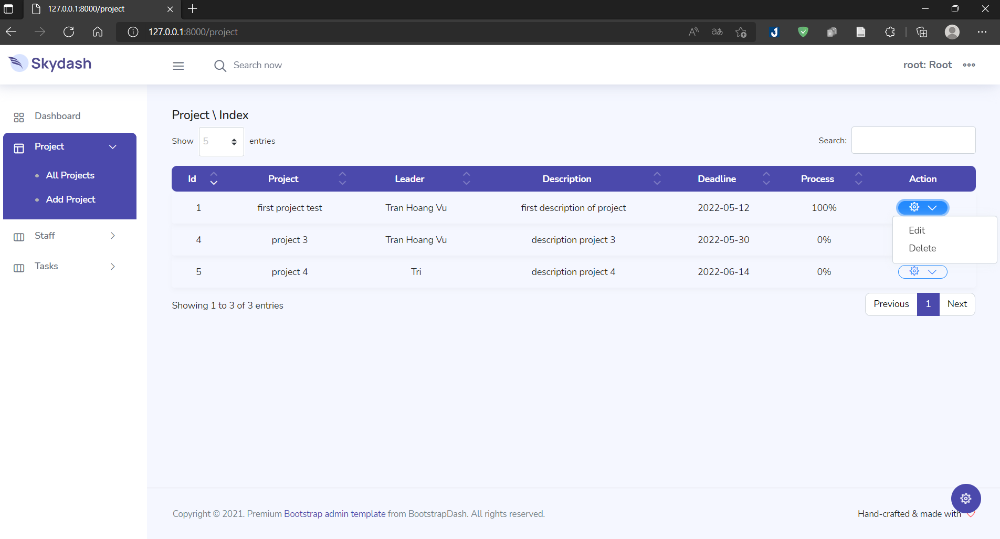 127.0.0.1:8000/project
127.0.0.1:8000/project
Skydash
Search now
root: Root
Dashboard
Project
All Projects
Add Project
Staff
Tasks
Project \ Index
Show 5 entries
Search:
Id Project Leader Description Deadline Process Action
1 first project test Tran Hoang Vu first description of project 2022-05-12 100%
Edit
4 project 3 Tran Hoang Vu description project 3 2022-05-30 0%
Delete
5 project 4 Tri description project 4 2022-06-14 0%
Showing 1 to 3 of 3 entries
Previous 1 Next
Copyright © 2021. Premium Bootstrap admin template from BootstrapDash. All rights reserved.
Hand-crafted & made with